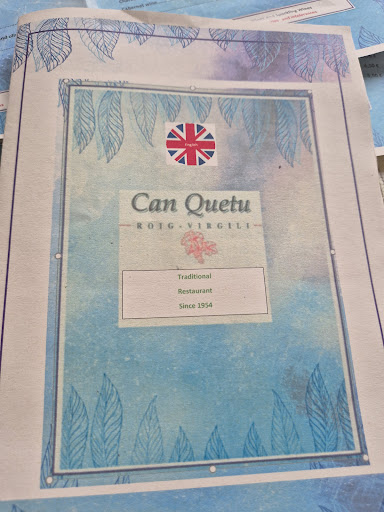 English
Can Quetu
ROIG-VIRGILI
Traditional
Restaurant
Since 1954